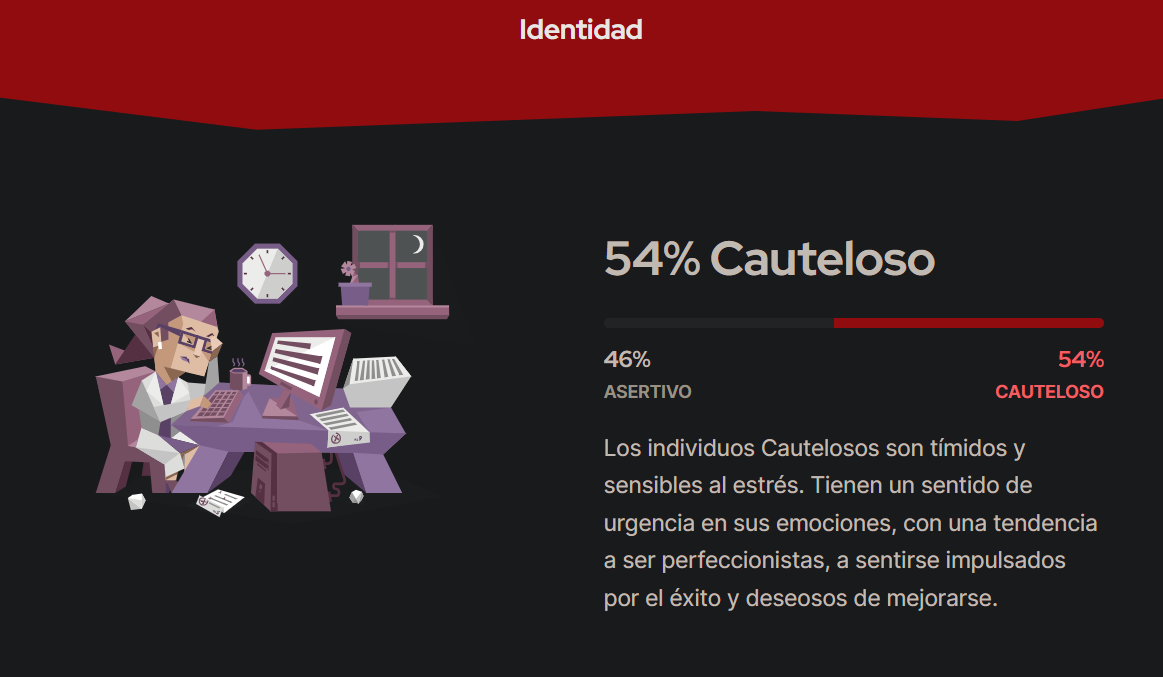 Identidad
54% Cauteloso
46%
54%
ASERTIVO
CAUTELOSO
Los individuos Cautelosos son tímidos y
sensibles al estrés. Tienen un sentido de
urgencia en sus emociones, con una tendencia
a ser perfeccionistas, a sentirse impulsados
por el éxito y deseosos de mejorarse.